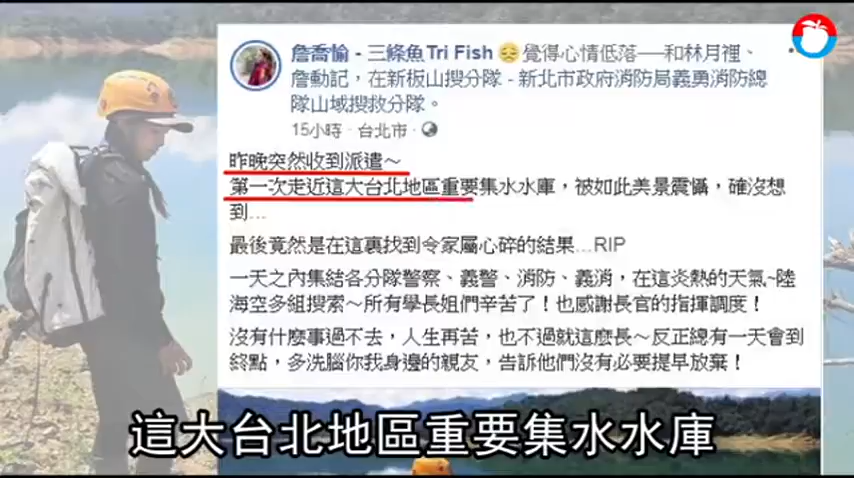 詹喬愉 - 三條魚Tri Fish 😔 覺得心情低落──和林月裡、
詹勳記，在新板山搜分隊 - 新北市政府消防局義勇消防總
隊山域搜救分隊。
15小時 · 台北市 ·
昨晚突然收到派遣～
第一次走近這大台北地區重要集水水庫，被如此美景震懾，確沒想
到...
最後竟然是在這裏找到令家屬心碎的結果...RIP
一天之內集結各分隊警察、義警、消防、義消，在這炎熱的天氣~陸
海空多組搜索～所有學長姐們辛苦了！也感謝長官的指揮調度！
沒有什麼事過不去，人生再苦，也不過就這麼長～反正總有一天會到
終點，多洗腦你我身邊的親友，告訴他們沒有必要提早放棄！
這大台北地區重要集水水庫